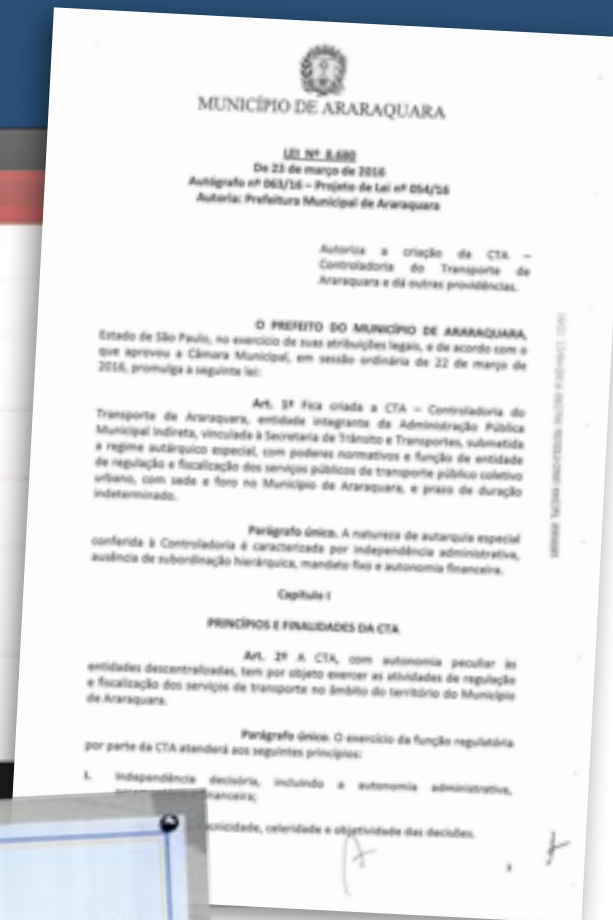 MUNICÍPIO DE ARARAQUARA
LEI Nº 8.680
De 23 de março de 2016
Autógrafo nº 063/16 – Projeto de Lei nº 054/16
Autoria: Prefeitura Municipal de Araraquara
Autoriza a criação da CTA –
Controladoria do Transporte de
Araraquara e dá outras providências.
O PREFEITO DO MUNICÍPIO DE ARARAQUARA,
Estado de São Paulo, no exercício de suas atribuições legais, e de acordo com o
que aprovou a Câmara Municipal, em sessão ordinária de 22 de março de
2016, promulga a seguinte lei:
Art. 1º Fica criada a CTA – Controladoria do
Transporte de Araraquara, entidade integrante da Administração Pública
Municipal Indireta, vinculada à Secretaria de Trânsito e Transportes, submetida
a regime autárquico especial, com poderes normativos e função de entidade
de regulação e fiscalização dos serviços públicos de transporte público coletivo
urbano, com sede e foro no Município de Araraquara, e prazo de duração
indeterminado.
Parágrafo único. A natureza de autarquia especial
conferida à Controladoria é caracterizada por independência administrativa,
ausência de subordinação hierárquica, mandato fixo e autonomia financeira.
Capítulo I
PRINCÍPIOS E FINALIDADES DA CTA
Art. 2º A CTA, com autonomia peculiar às
entidades descentralizadas, tem por objeto exercer as atividades de regulação
e fiscalização dos serviços de transporte no âmbito do território do Município
de Araraquara.
Parágrafo único. O exercício da função regulatória
por parte da CTA atenderá aos seguintes princípios:
I. Independência decisória, incluindo a autonomia administrativa,
financeira;
tecnicidade, celeridade e objetividade das decisões.